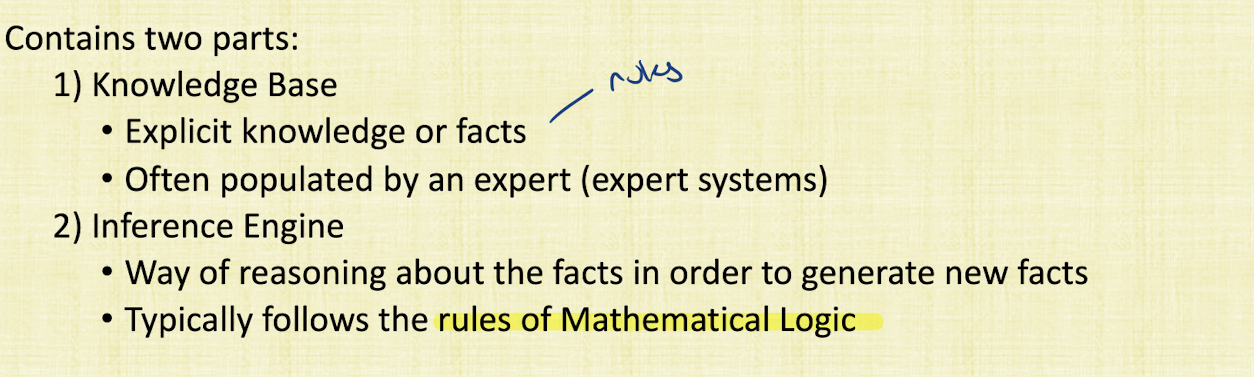 Contains two parts:
1) Knowledge Base
rules
• Explicit knowledge or facts
• Often populated by an expert (expert systems)
2) Inference Engine
• Way of reasoning about the facts in order to generate new facts
• Typically follows the rules of Mathematical Logic